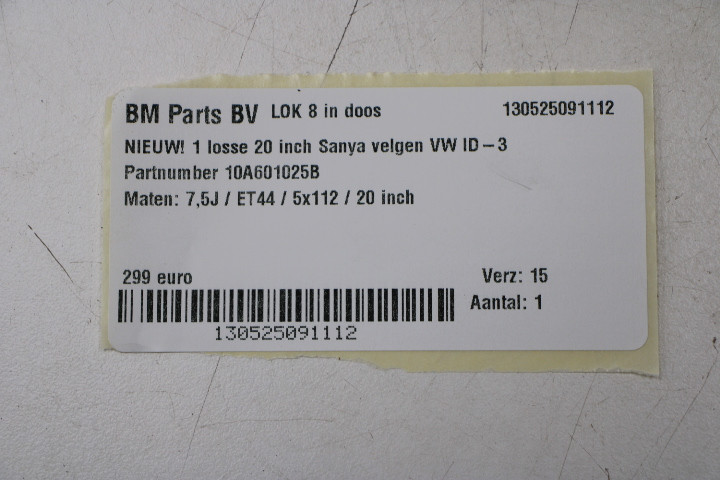 BM Parts BV LOK 8 in doos 130525091112
NIEUW! 1 losse 20 inch Sanya velgen VW ID-3
Partnumber 10A601025B
Maten: 7,5J / ET44 / 5x112 / 20 inch
299 euro Verz: 15
Aantal: 1
130525091112